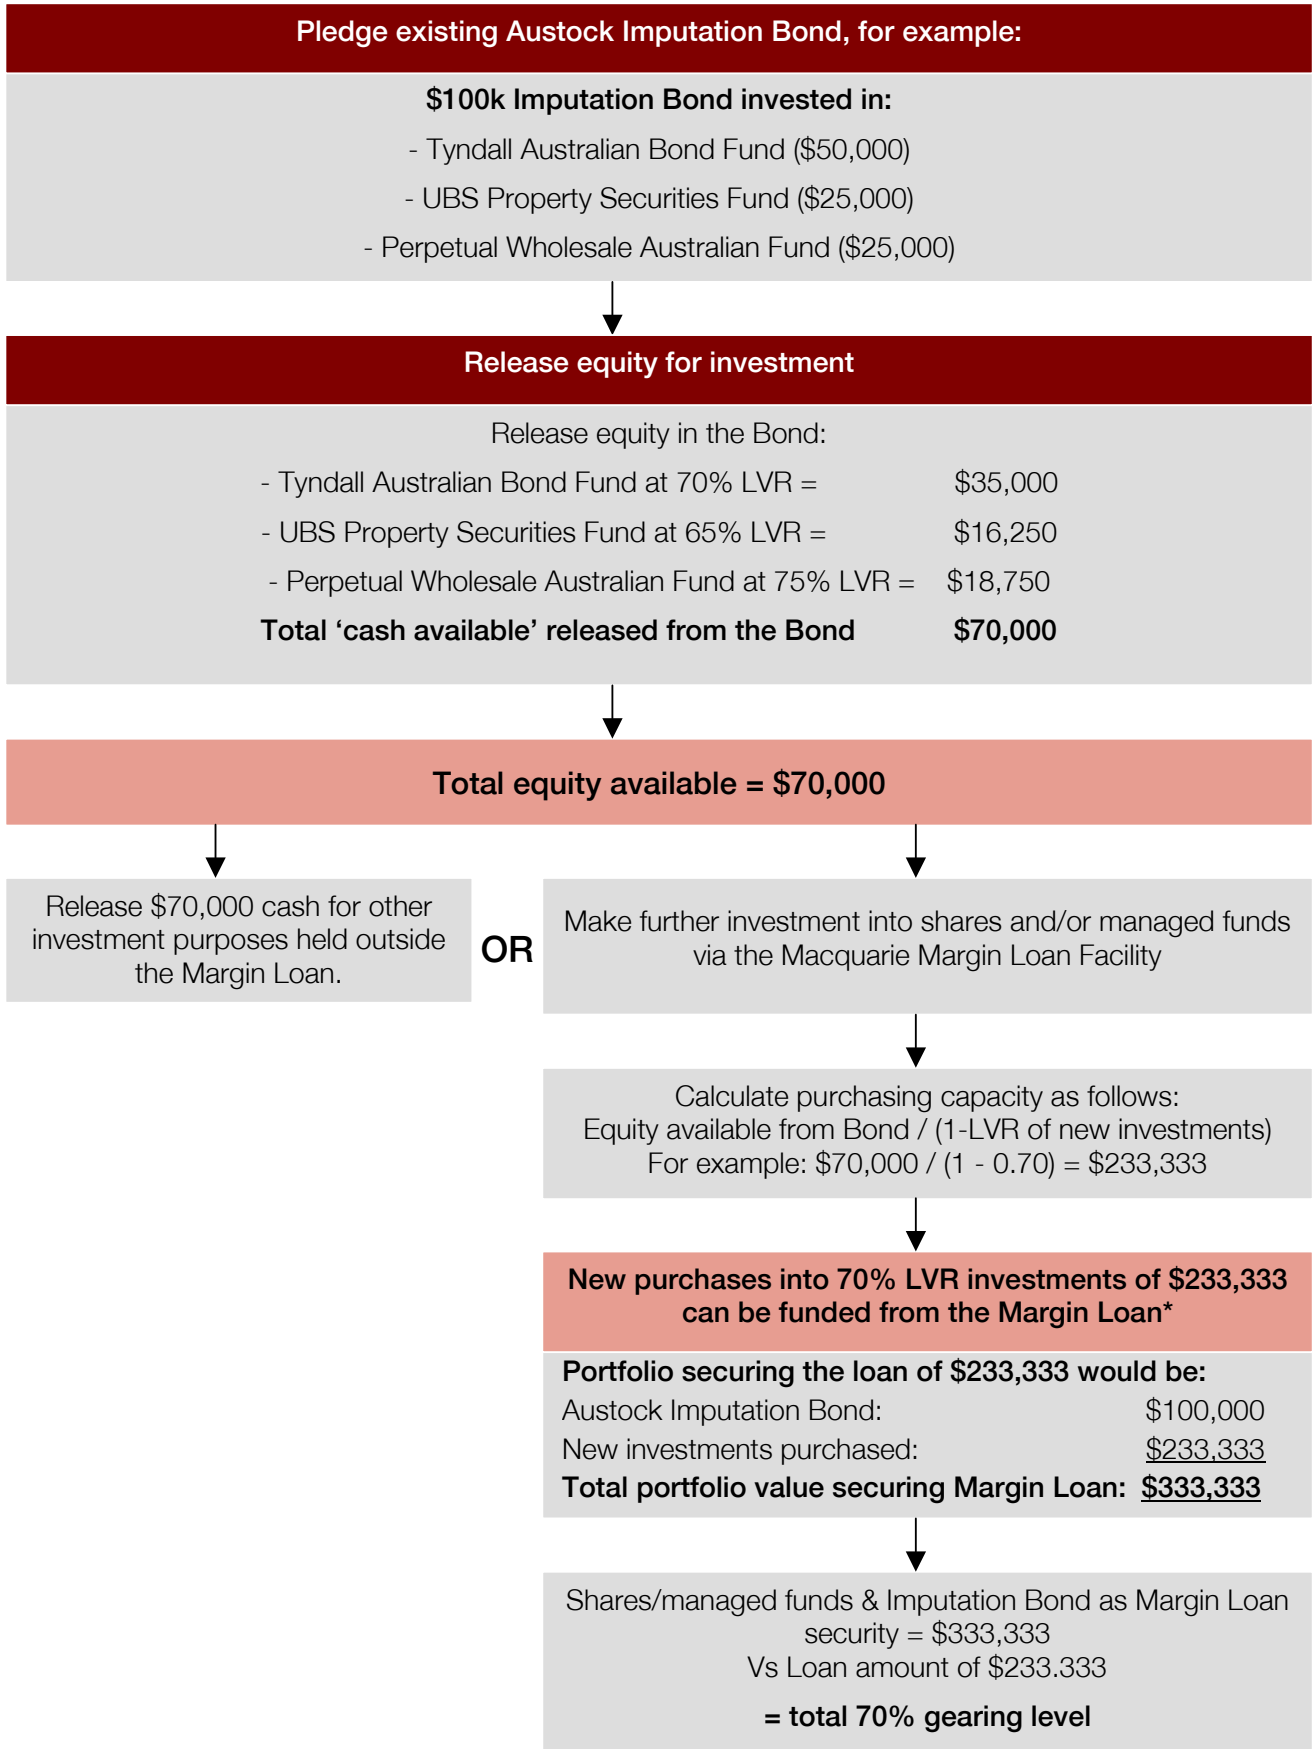 Pledge existing Austock Imputation Bond, for example:
$100k Imputation Bond invested in:
- Tyndall Australian Bond Fund ($50,000)
- UBS Property Securities Fund ($25,000)
- Perpetual Wholesale Australian Fund ($25,000)
Release equity for investment
Release equity in the Bond:
- Tyndall Australian Bond Fund at 70% LVR = $35,000
- UBS Property Securities Fund at 65% LVR = $16,250
- Perpetual Wholesale Australian Fund at 75% LVR = $18,750
Total ‘cash available’ released from the Bond $70,000
Total equity available = $70,000
Release $70,000 cash for other
investment purposes held outside
the Margin Loan.
OR
Make further investment into shares and/or managed funds
via the Macquarie Margin Loan Facility
Calculate purchasing capacity as follows:
Equity available from Bond / (1-LVR of new investments)
For example: $70,000 / (1 - 0.70) = $233,333
New purchases into 70% LVR investments of $233,333
can be funded from the Margin Loan*
Portfolio securing the loan of $233,333 would be:
Austock Imputation Bond: $100,000
New investments purchased: $233,333
Total portfolio value securing Margin Loan: $333,333
Shares/managed funds & Imputation Bond as Margin Loan
security = $333,333
Vs Loan amount of $233.333
= total 70% gearing level